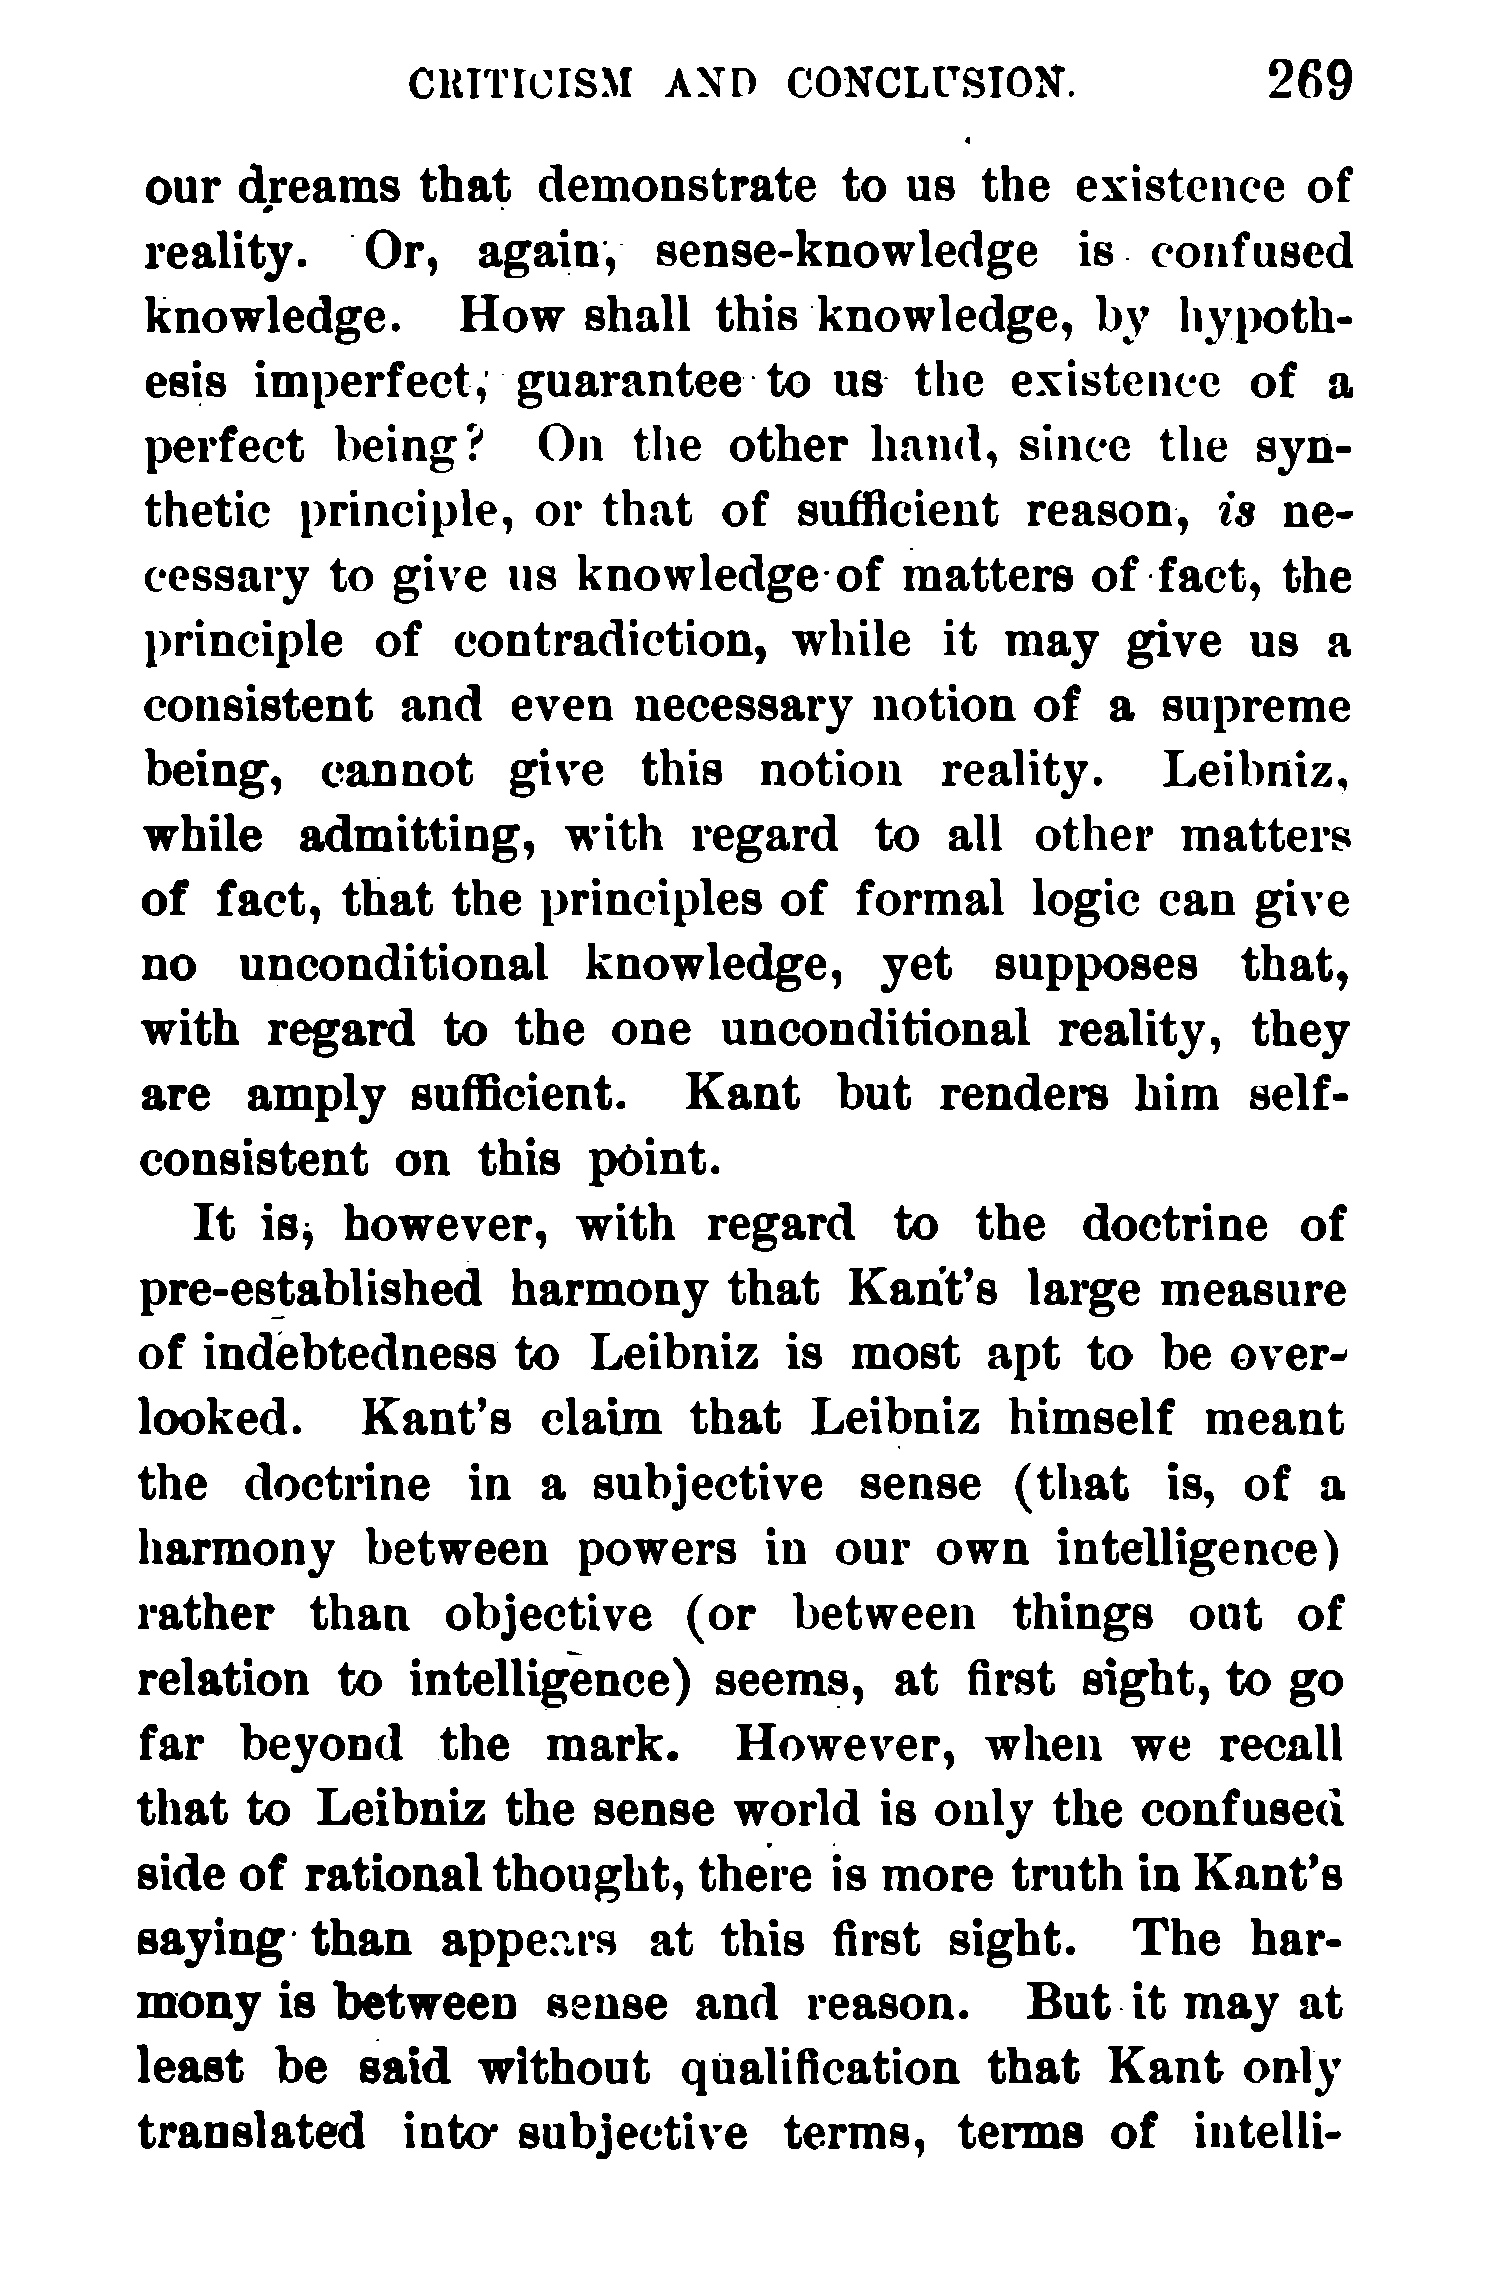 CRITICISM AND CONCLUSION. 269
our dreams that demonstrate to us the existence of
reality. Or, again, sense-knowledge is confused
knowledge. How shall this knowledge, by hypoth-
esis imperfect, guarantee to us the existence of a
perfect being? On the other hand, since the syn-
thetic principle, or that of sufficient reason, is ne-
cessary to give us knowledge of matters of fact, the
principle of contradiction, while it may give us a
consistent and even necessary notion of a supreme
being, cannot give this notion reality. Leibniz,
while admitting, with regard to all other matters
of fact, that the principles of formal logic can give
no unconditional knowledge, yet supposes that,
with regard to the one unconditional reality, they
are amply sufficient. Kant but renders him self-
consistent on this point.
It is, however, with regard to the doctrine of
pre-established harmony that Kant's large measure
of indebtedness to Leibniz is most apt to be over-
looked. Kant's claim that Leibniz himself meant
the doctrine in a subjective sense (that is, of a
harmony between powers in our own intelligence)
rather than objective (or between things out of
relation to intelligence) seems, at first sight, to go
far beyond the mark. However, when we recall
that to Leibniz the sense world is only the confused
side of rational thought, there is more truth in Kant's
saying than appears at this first sight. The har-
mony is between sense and reason. But it may at
least be said without qualification that Kant only
translated into subjective terms, terms of intelli-